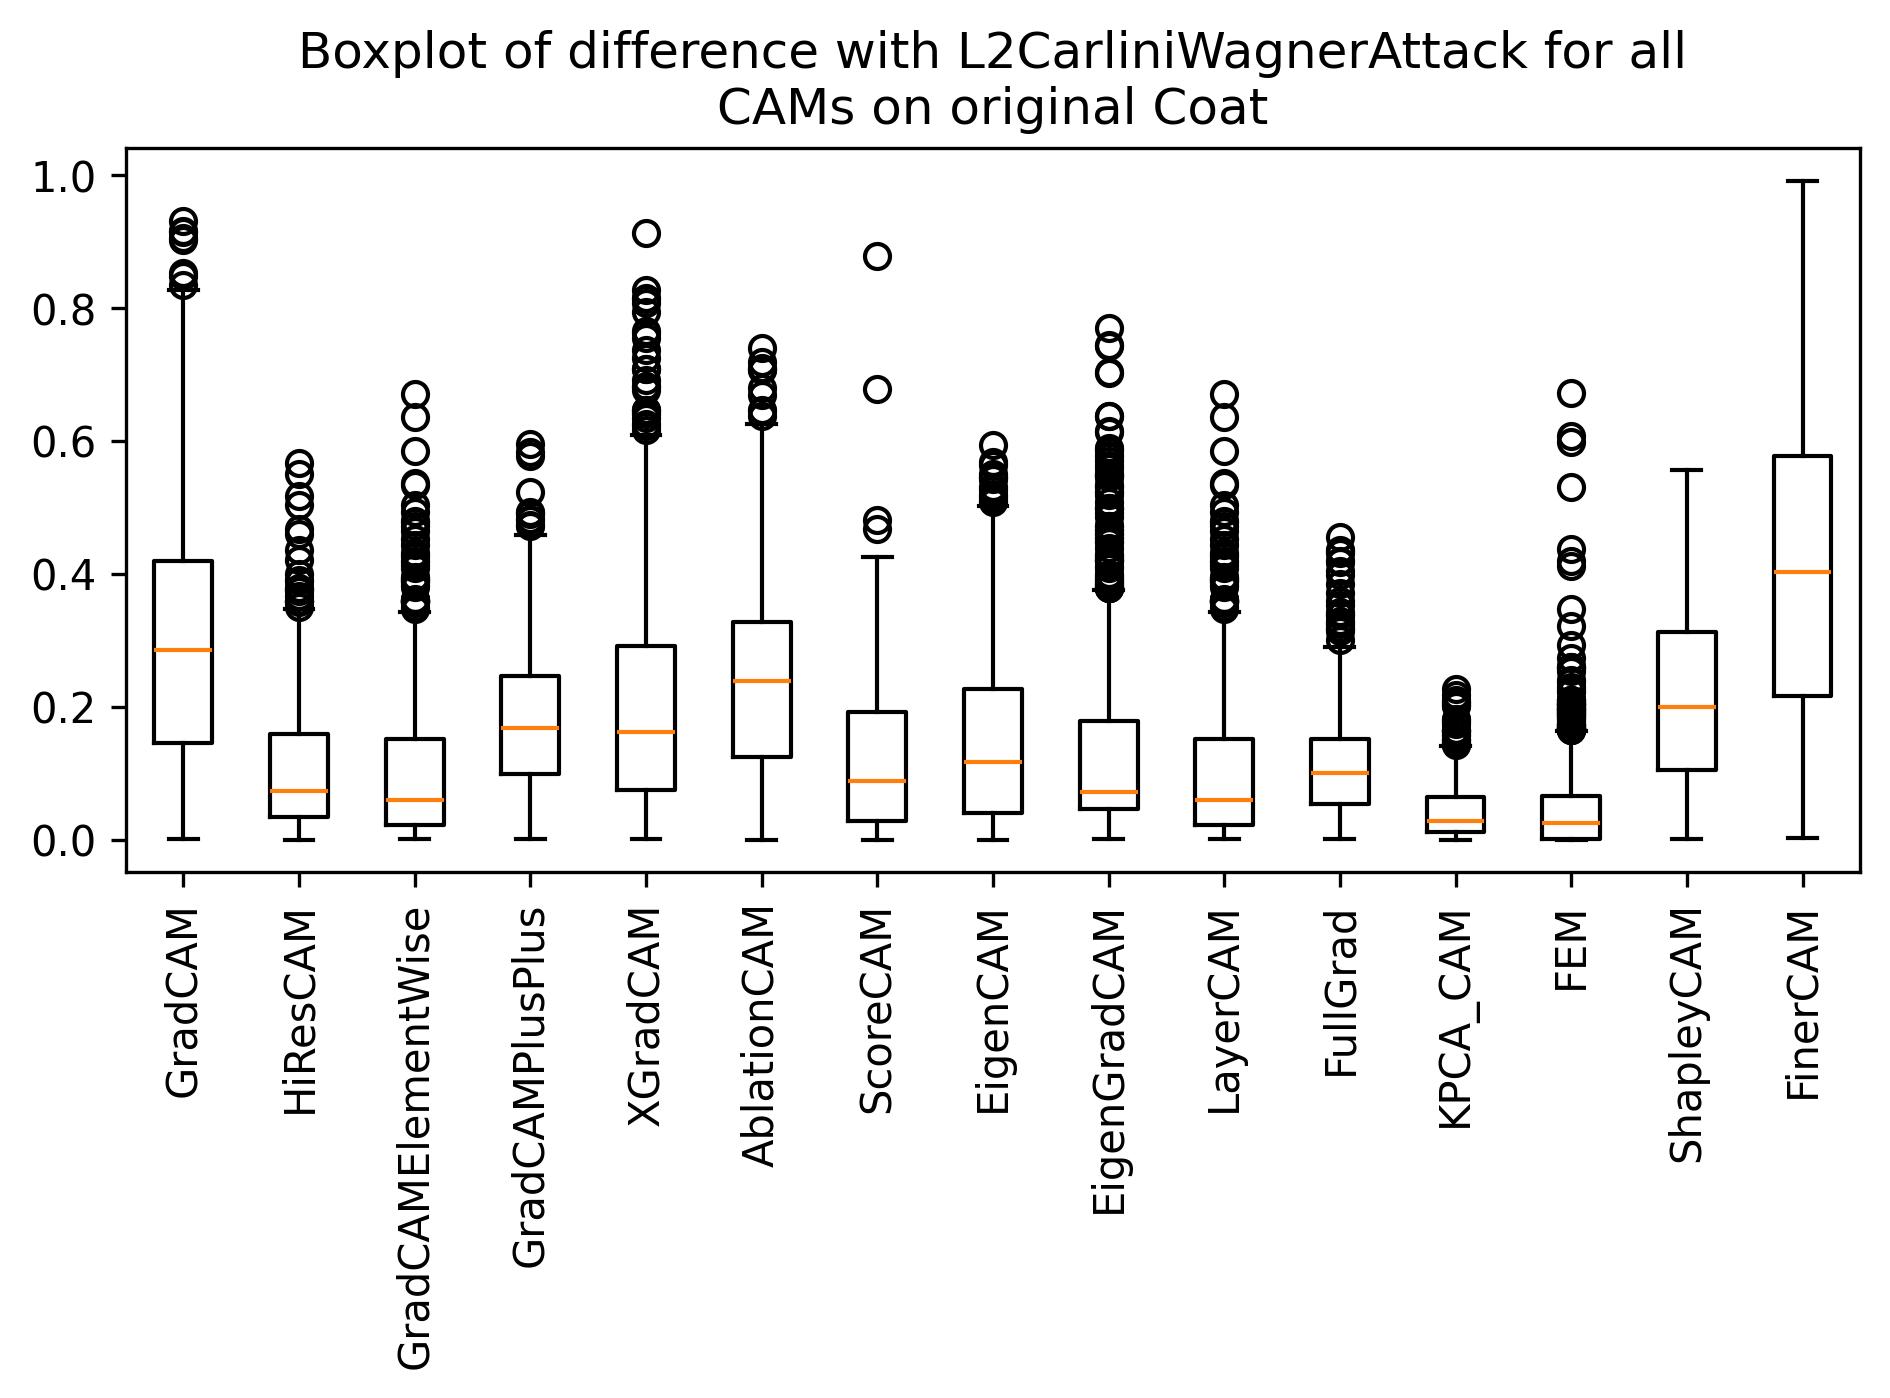 Boxplot of difference with L2CarliniWagnerAttack for all
CAMs on original Coat
1.0
0.8
0.6
0.4
0.2
0.0
GradCAM
HiResCAM
GradCAMElementWise
GradCAMPlusPlus
XGradCAM
AblationCAM
ScoreCAM
EigenCAM
EigenGradCAM
LayerCAM
FullGrad
KPCA_CAM
FEM
ShapleyCAM
FinerCAM